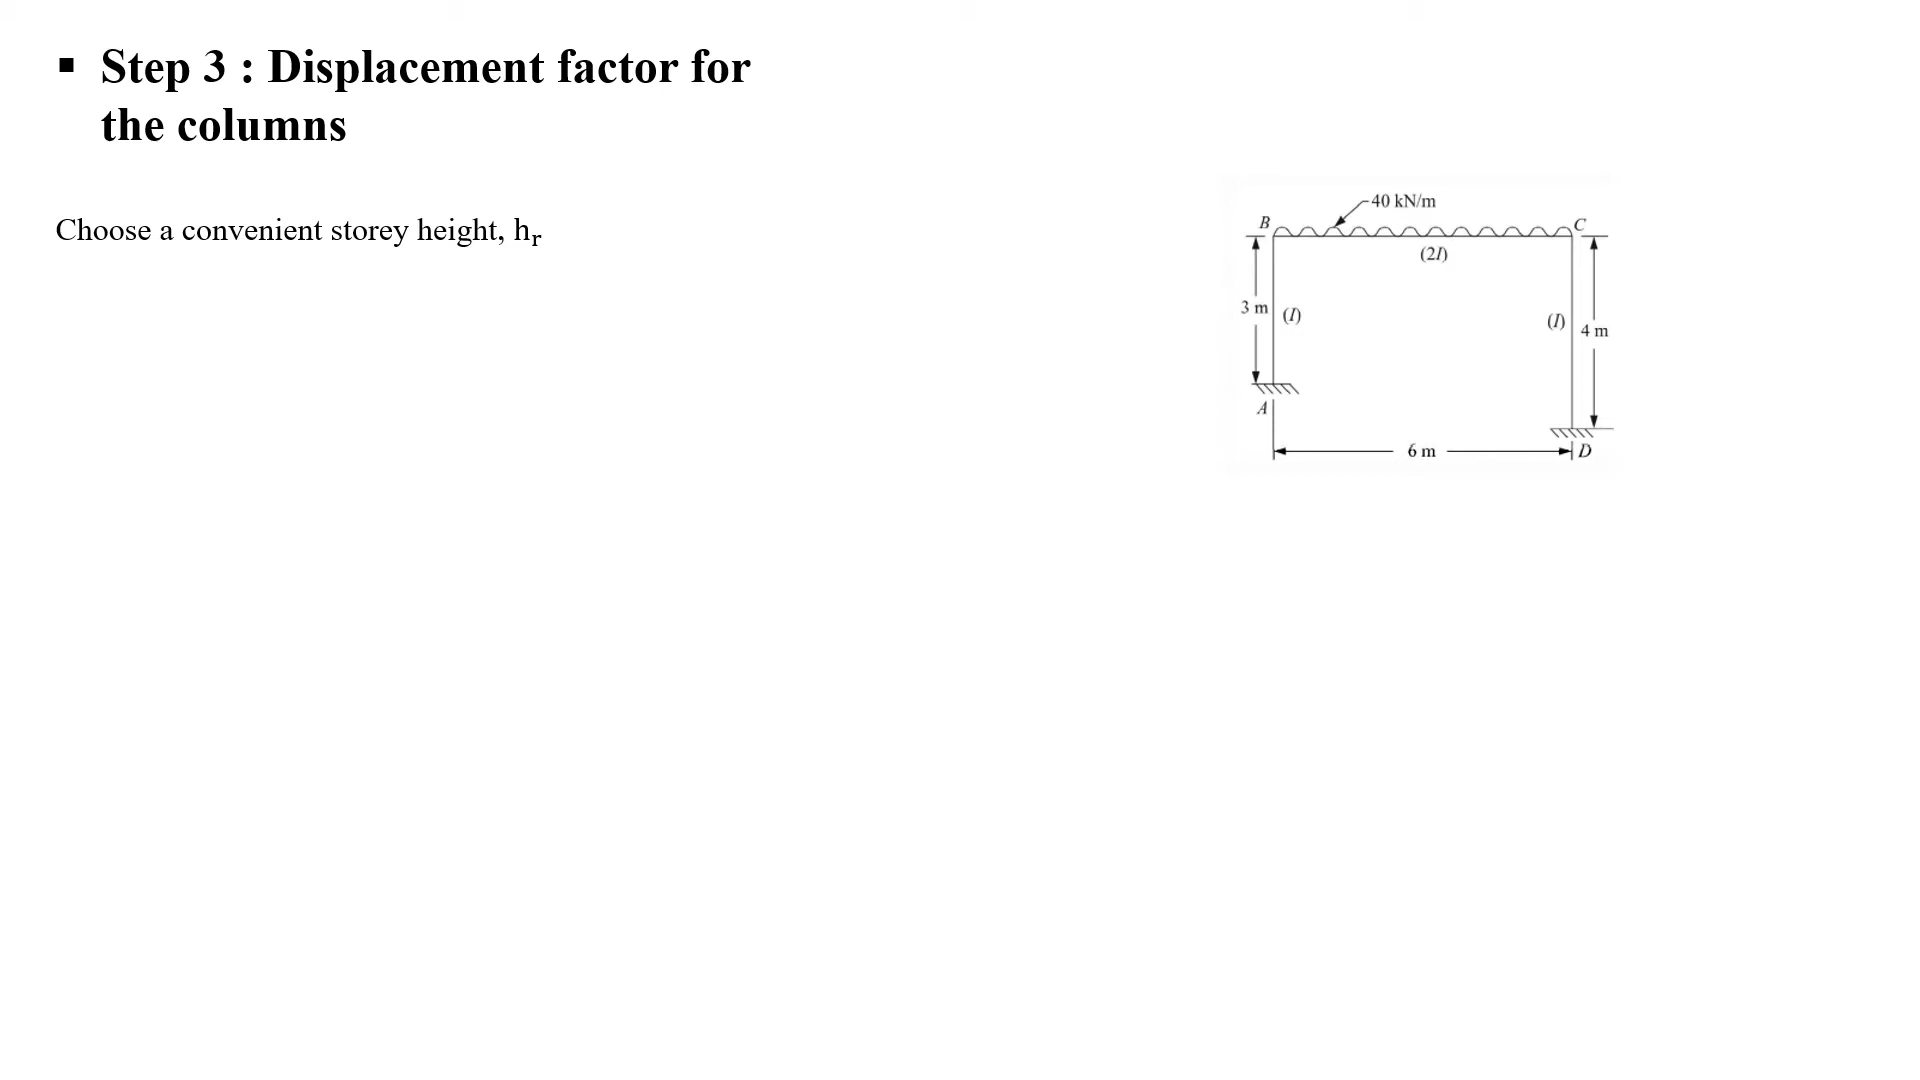 ▪ Step 3 : Displacement factor for
the columns
Choose a convenient storey height, hᵣ
40 kN/m
B
C
(2I)
3 m
(I)
(I)
4 m
A
6 m
D